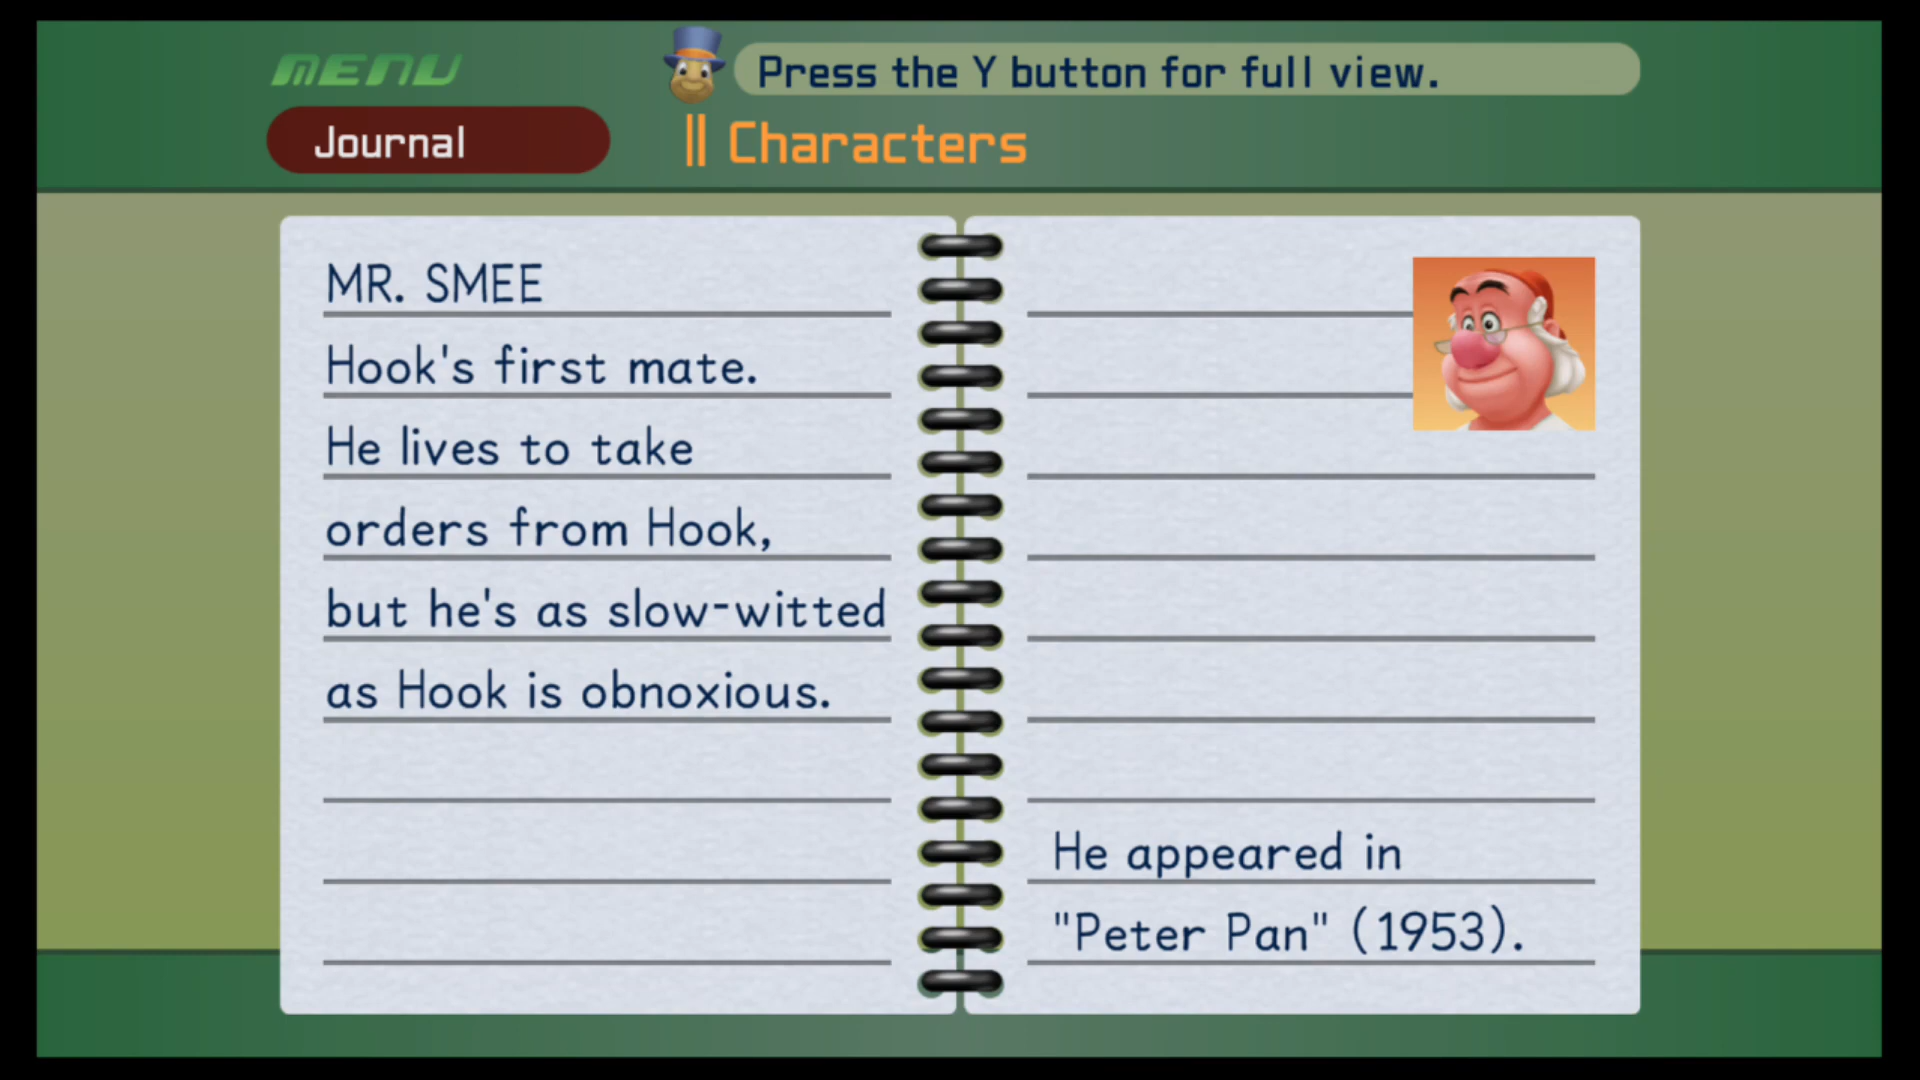 MENU
Press the Y button for full view.
Journal
Characters
MR. SMEE
Hook's first mate.
He lives to take
orders from Hook,
but he's as slow-witted
as Hook is obnoxious.
He appeared in
"Peter Pan" (1953).